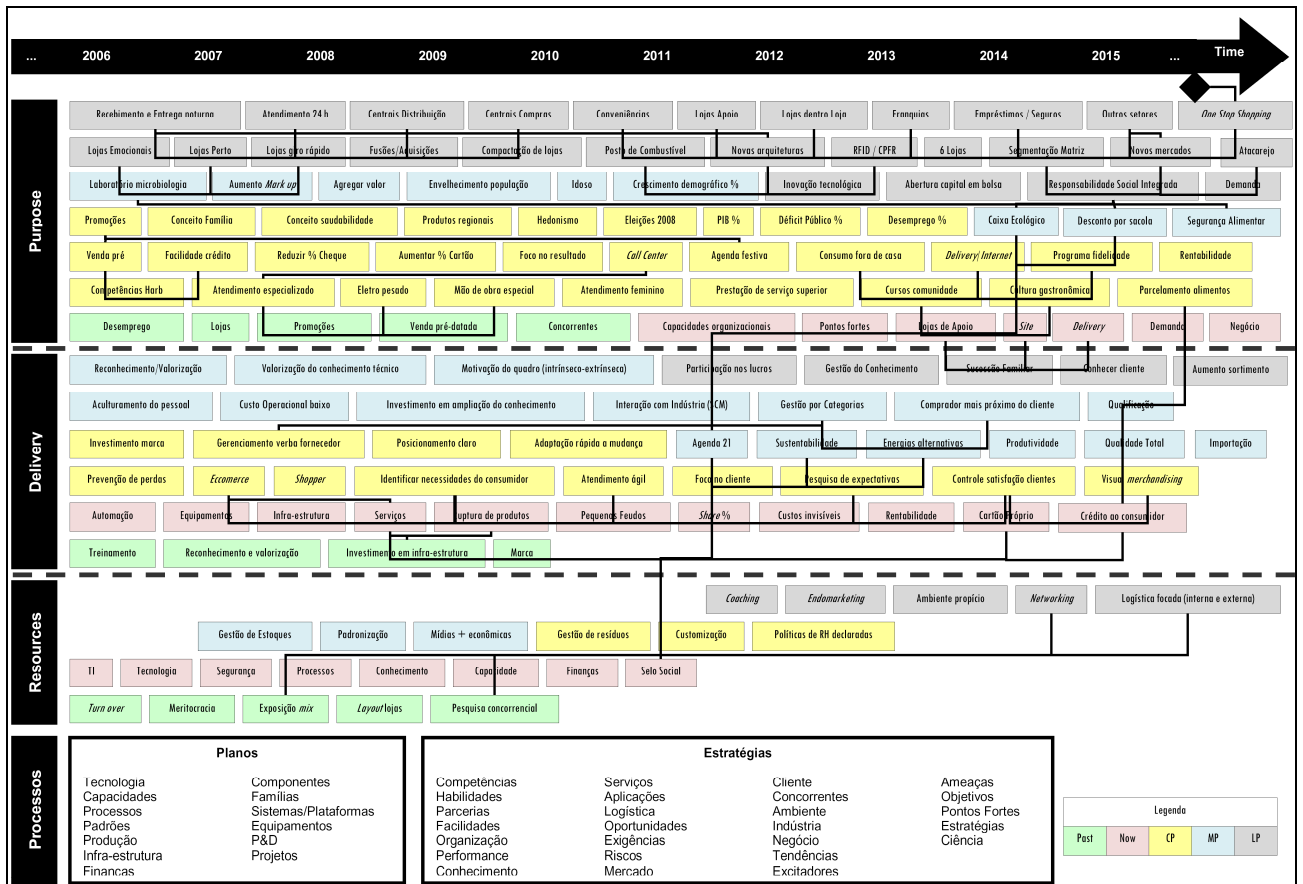 ... 2006 2007 2008 2009 2010 2011 2012 2013 2014 2015 ... Time
Purpose
Recebimento e Entrega noturna Atendimento 24 h Centrais Distribuição Centrais Compras Conveniências Lojas Apoio Lojas dentro Loja Franquias Empréstimos / Seguros Outros setores One Stop Shopping
Lojas Emocionais Lojas Perto Lojas giro rápido Fusões/Aquisições Compactação de lojas Posto de Combustível Novas arquiteturas RFID / CPFR 6 Lojas Segmentação Matriz Novos mercados Atacarejo
Laboratório microbiologia Aumento Mark up Agregar valor Envelhecimento população Idoso Crescimento demográfico % Inovação tecnológica Abertura capital em bolsa Responsabilidade Social Integrada Demanda
Promoções Conceito Família Conceito saudabilidade Produtos regionais Hedonismo Eleições 2008 PIB % Déficit Público % Desemprego % Caixa Ecológico Desconto por sacola Segurança Alimentar
Venda pré Facilidade crédito Reduzir % Cheque Aumentar % Cartão Foco no resultado Call Center Agenda festiva Consumo fora de casa Delivery/Internet Programa fidelidade Rentabilidade
Competências Harb Atendimento especializado Eletro pesado Mão de obra especial Atendimento feminino Prestação de serviço superior Cursos comunidade Cultura gastronômica Parcelamento alimentos
Desemprego Lojas Promoções Venda pré-datada Concorrentes Capacidades organizacionais Pontos fortes Lojas de Apoio Site Delivery Demanda Negócio
Delivery
Reconhecimento/Valorização Valorização do conhecimento técnico Motivação do quadro (intrínseco-extrínseca) Participação nos lucros Gestão do Conhecimento Sucessão Familiar Conhecer cliente Aumento sortimento
Aculturamento do pessoal Custo Operacional baixo Investimento em ampliação do conhecimento Interação com Indústria (SCM) Gestão por Categorias Comprador mais próximo do cliente Qualificação
Investimento marca Gerenciamento verba fornecedor Posicionamento claro Adaptação rápida a mudança Agenda 21 Sustentabilidade Energias alternativas Produtividade Qualidade Total Importação
Prevenção de perdas Eccomerce Shopper Identificar necessidades do consumidor Atendimento ágil Foco no cliente Pesquisa de expectativas Controle satisfação clientes Visual merchandising
Automação Equipamentos Infra-estrutura Serviços Ruptura de produtos Pequenos Feudos Share % Custos invisíveis Rentabilidade Cartão Próprio Crédito ao consumidor
Treinamento Reconhecimento e valorização Investimento em infra-estrutura Marca
Resources
Coaching Endomarketing Ambiente propício Networking Logística focada (interna e externa)
Gestão de Estoques Padronização Mídias + econômicas Gestão de resíduos Customização Políticas de RH declaradas
TI Tecnologia Segurança Processos Conhecimento Capacidade Finanças Selo Social
Turn over Meritocracia Exposição mix Layout lojas Pesquisa concorrencial
Processos
Planos
Tecnologia Componentes
Capacidades Famílias
Processos Sistemas/Plataformas
Padrões Equipamentos
Produção P&D
Infra-estrutura Projetos
Finanças
Estratégias
Competências Serviços Cliente Ameaças
Habilidades Aplicações Concorrentes Objetivos
Parcerias Logística Ambiente Pontos Fortes
Facilidades Oportunidades Indústria Estratégias
Organização Exigências Negócio Ciência
Performance Riscos Tendências
Conhecimento Mercado Excitadores
Legenda
Past Now CP MP LP